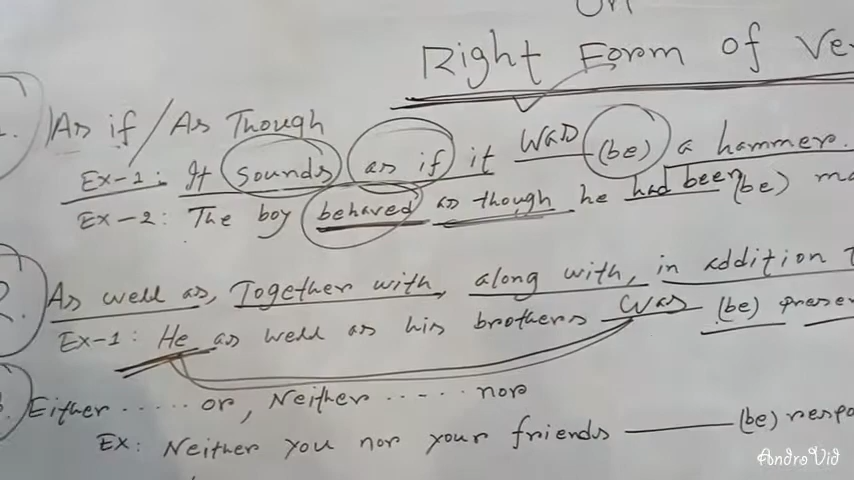 on
Right Form of Ve
1. As if / As Though
Ex-1: It sounds as if it was (be) a hammer.
Ex-2: The boy behaved as though he had been (be) ma
2. As well as, Together with, along with, in addition t
Ex-1: He as well as his brothers was (be) prese
3. Either ..... or, Neither ..... nor
Ex: Neither you nor your friends ______ (be) respo
AndroVid